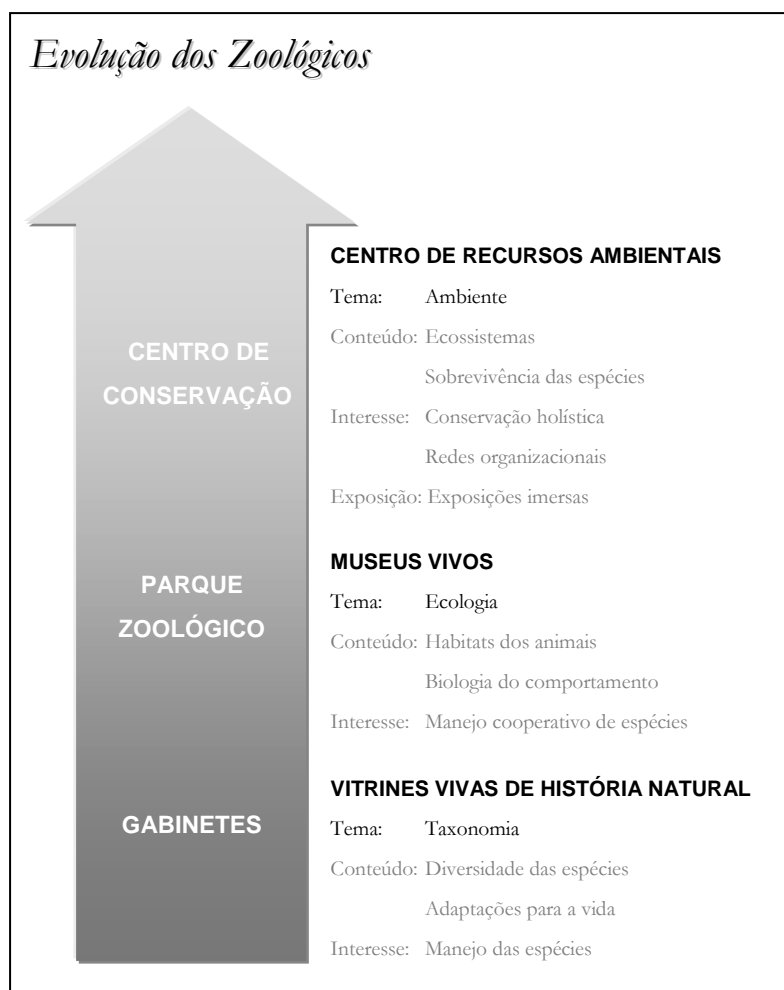 Evolução dos Zoológicos
CENTRO DE
CONSERVAÇÃO
CENTRO DE RECURSOS AMBIENTAIS
Tema: Ambiente
Conteúdo: Ecossistemas
Sobrevivência das espécies
Interesse: Conservação holística
Redes organizacionais
Exposição: Exposições imersas
PARQUE
ZOOLÓGICO
MUSEUS VIVOS
Tema: Ecologia
Conteúdo: Habitats dos animais
Biologia do comportamento
Interesse: Manejo cooperativo de espécies
GABINETES
VITRINES VIVAS DE HISTÓRIA NATURAL
Tema: Taxonomia
Conteúdo: Diversidade das espécies
Adaptações para a vida
Interesse: Manejo das espécies